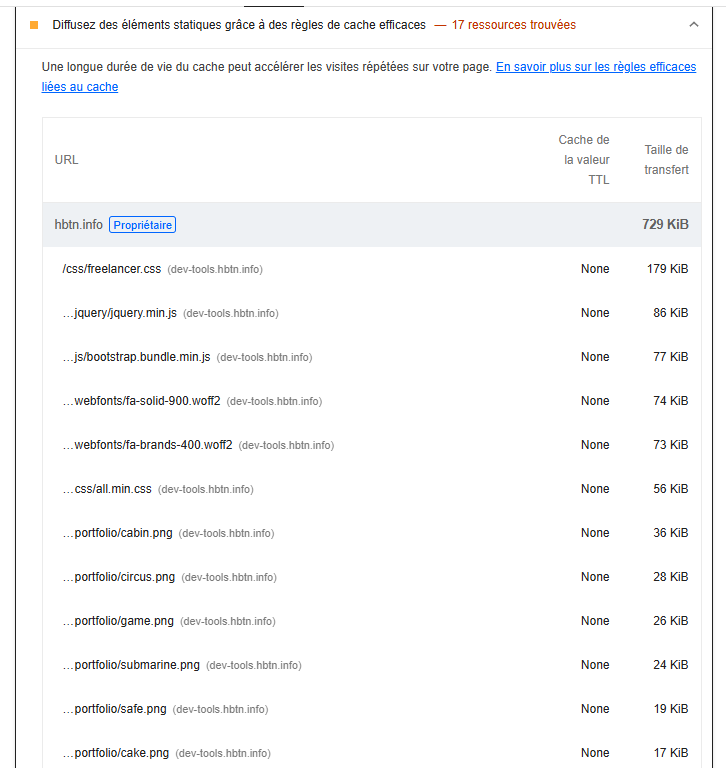 Diffusez des éléments statiques grâce à des règles de cache efficaces — 17 ressources trouvées
Une longue durée de vie du cache peut accélérer les visites répétées sur votre page. En savoir plus sur les règles efficaces
liées au cache
URL
Cache de
la valeur
TTL
Taille de
transfert
hbtn.info Propriétaire 729 KiB
/css/freelancer.css (dev-tools.hbtn.info) None 179 KiB
…jquery/jquery.min.js (dev-tools.hbtn.info) None 86 KiB
…js/bootstrap.bundle.min.js (dev-tools.hbtn.info) None 77 KiB
…webfonts/fa-solid-900.woff2 (dev-tools.hbtn.info) None 74 KiB
…webfonts/fa-brands-400.woff2 (dev-tools.hbtn.info) None 73 KiB
…css/all.min.css (dev-tools.hbtn.info) None 56 KiB
…portfolio/cabin.png (dev-tools.hbtn.info) None 36 KiB
…portfolio/circus.png (dev-tools.hbtn.info) None 28 KiB
…portfolio/game.png (dev-tools.hbtn.info) None 26 KiB
…portfolio/submarine.png (dev-tools.hbtn.info) None 24 KiB
…portfolio/safe.png (dev-tools.hbtn.info) None 19 KiB
…portfolio/cake.png (dev-tools.hbtn.info) None 17 KiB